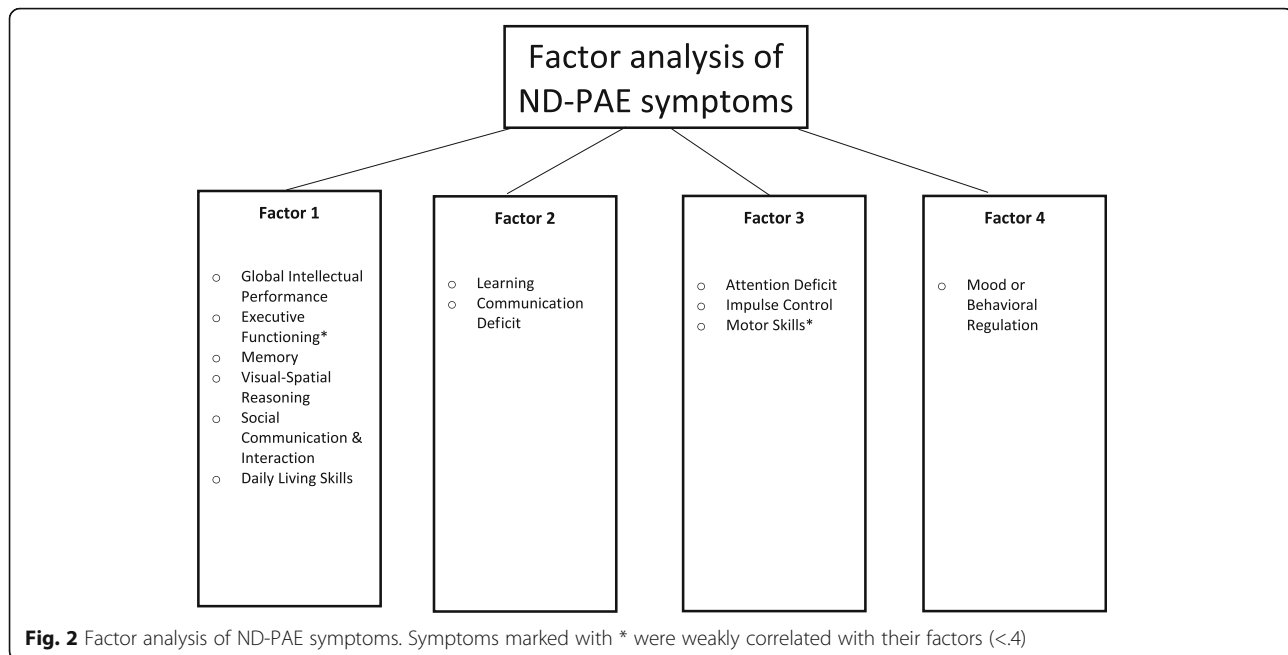 Factor analysis of
ND-PAE symptoms
Factor 1
○ Global Intellectual
Performance
○ Executive
Functioning*
○ Memory
○ Visual-Spatial
Reasoning
○ Social
Communication &
Interaction
○ Daily Living Skills
Factor 2
○ Learning
○ Communication
Deficit
Factor 3
○ Attention Deficit
○ Impulse Control
○ Motor Skills*
Factor 4
○ Mood or
Behavioral
Regulation
Fig. 2 Factor analysis of ND-PAE symptoms. Symptoms marked with * were weakly correlated with their factors (<.4)